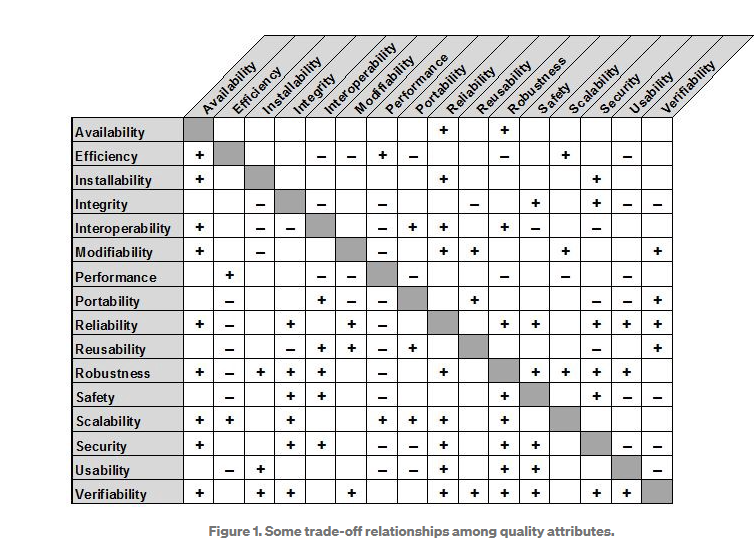 Availability
Efficiency
Installability
Integrity
Interoperability
Modifiability
Performance
Portability
Reliability
Reusability
Robustness
Safety
Scalability
Security
Usability
Verifiability
Availability + +
Efficiency + – – + – – + –
Installability + + +
Integrity – – – – + + – –
Interoperability + – – – + + + – –
Modifiability + – – + + + +
Performance + – – – – – –
Portability – + – – + – – +
Reliability + – + + – + + + + +
Reusability – – + + – + – +
Robustness + – + + + – + + + + +
Safety – + + – + + – –
Scalability + + + + + + +
Security + + + – – + + + – –
Usability – + – – + + + –
Verifiability + + + + + + + + + +
Figure 1. Some trade-off relationships among quality attributes.